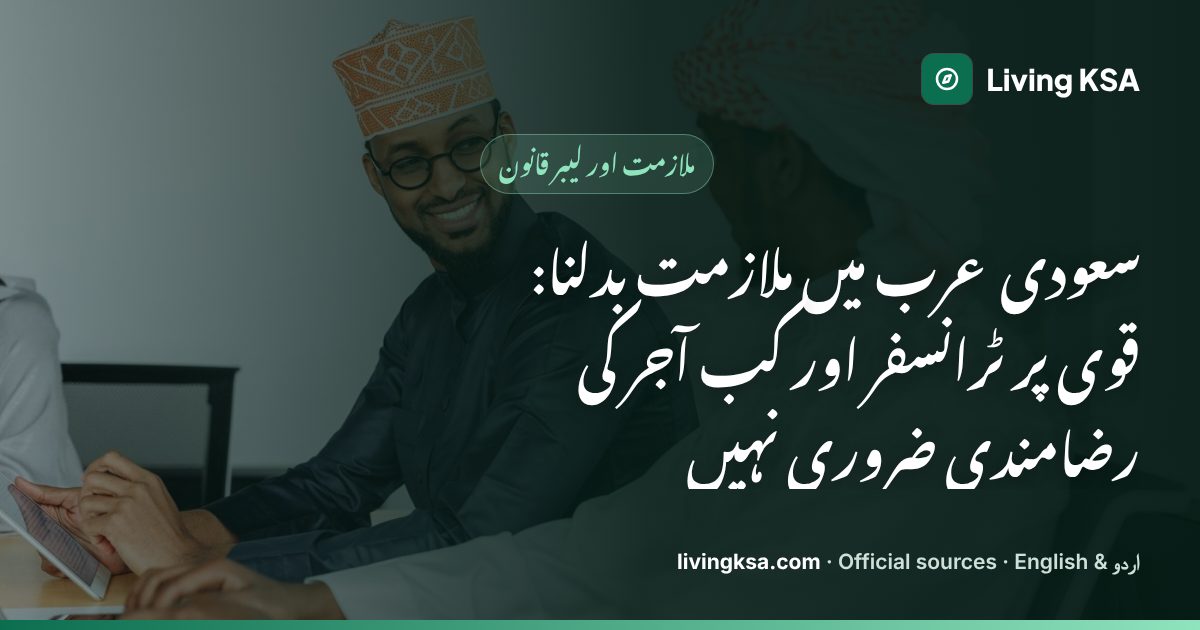 Living KSA
ملازمت اور لیبر قانون
سعودی عرب میں ملازمت بدلنا:
قوی پر ٹرانسفر اور کب آجر کی
رضامندی ضروری نہیں
livingksa.com · Official sources · English & اردو